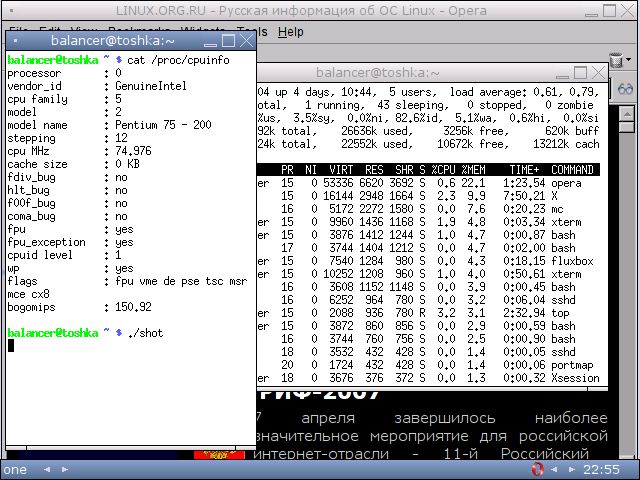 LINUX.ORG.RU - Русская информация об ОС Linux - Opera
Help
balancer@toshka:~
balancer@toshka ~ $ cat /proc/cpuinfo
processor : 0
vendor_id : GenuineIntel
cpu family : 5
model : 2
model name : Pentium 75 - 200
stepping : 12
cpu MHz : 74.976
cache size : 0 KB
fdiv_bug : no
hlt_bug : no
f00f_bug : no
coma_bug : no
fpu : yes
fpu_exception : yes
cpuid level : 1
wp : yes
flags : fpu vme de pse tsc msr
mce cx8
bogomips : 150.92
balancer@toshka ~ $ ./shot
balancer@toshka:~
04 up 4 days, 10:44, 5 users, load average: 0.61, 0.79,
otal, 1 running, 43 sleeping, 0 stopped, 0 zombie
%us, 3.5%sy, 0.0%ni, 82.6%id, 5.1%wa, 0.6%hi, 0.0%si
92k total, 26636k used, 3256k free, 620k buff
24k total, 22552k used, 10672k free, 13212k cach
PR NI VIRT RES SHR S %CPU %MEM TIME+ COMMAND
er 15 0 53336 6620 3692 S 0.6 22.1 1:23.54 opera
15 0 16144 2948 1664 S 2.3 9.9 7:50.21 X
16 0 5172 2272 1580 S 0.0 7.6 0:20.23 mc
er 15 0 9960 1436 1168 S 1.9 4.8 0:03.34 xterm
er 15 0 3876 1412 1244 S 1.0 4.7 0:00.87 bash
17 0 3744 1404 1212 S 0.0 4.7 0:02.00 bash
er 15 0 7540 1284 980 S 0.0 4.3 0:18.15 fluxbox
er 15 0 10252 1208 960 S 1.0 4.0 0:50.61 xterm
16 0 3608 1152 1148 S 0.0 3.9 0:00.45 bash
16 0 6252 964 780 S 0.0 3.2 0:06.04 sshd
er 15 0 2088 936 780 R 3.2 3.1 2:32.94 top
er 15 0 3872 860 856 S 0.0 2.9 0:00.59 bash
16 0 3744 760 756 S 0.0 2.5 0:00.90 bash
18 0 3532 432 428 S 0.0 1.4 0:00.05 sshd
20 0 1724 432 428 S 0.0 1.4 0:00.06 portmap
er 18 0 3676 376 372 S 0.0 1.3 0:00.32 Xsession
РИФ-2007
7 апреля завершилось наиболее
значительное мероприятие для российской
интернет-отрасли - 11-й Российский
one
22:55